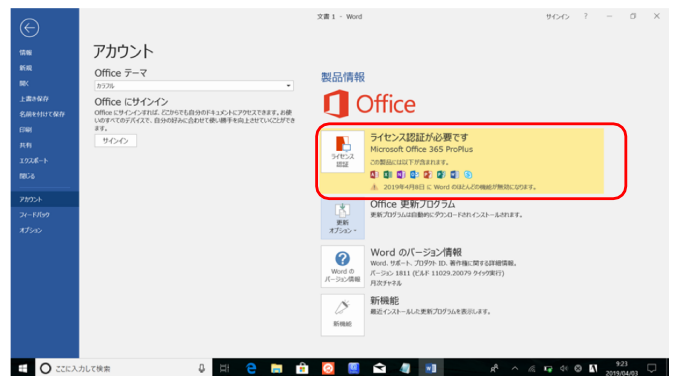 文書 1 - Word
サインイン ?
情報
新規
開く
上書き保存
名前を付けて保存
印刷
共有
エクスポート
閉じる
アカウント
フィードバック
オプション
アカウント
Office テーマ
カラフル
Office にサインイン
Office にサインインすれば、どこからでも自分のドキュメントにアクセスできます。お使
いのすべてのデバイスで、自分の好みに合わせて使い勝手を向上させていくことができ
ます。
サインイン
製品情報
Office
ライセンス
認証
ライセンス認証が必要です
Microsoft Office 365 ProPlus
この製品には以下が含まれます。
2019年4月8日 に Word のほとんどの機能が無効になります。
更新
オプション
Office 更新プログラム
更新プログラムは自動的にダウンロードされインストールされます。
Word の
バージョン情報
Word のバージョン情報
Word、サポート、プロダクト ID、著作権に関する詳細情報。
バージョン 1811 (ビルド 11029.20079 クイック実行)
月次チャネル
新機能
新機能
最近インストールした更新プログラムを表示します。
ここに入力して検索
9:23
2019/04/03